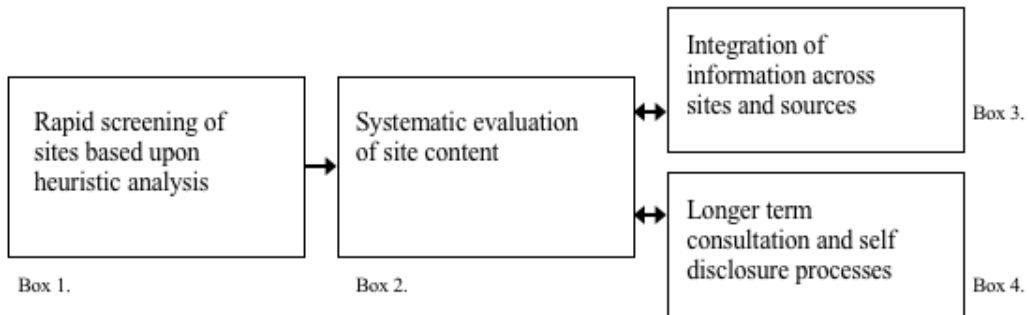 Rapid screening of
sites based upon
heuristic analysis
Box 1.
Systematic evaluation
of site content
Box 2.
Integration of
information across
sites and sources
Box 3.
Longer term
consultation and self
disclosure processes
Box 4.